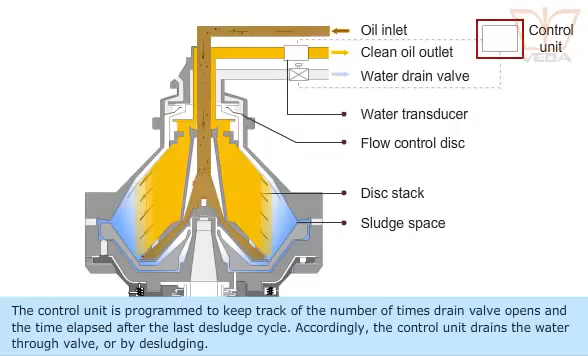 Oil inlet
Control
unit
Clean oil outlet
VEDA
Water drain valve
Water transducer
Flow control disc
Disc stack
Sludge space
The control unit is programmed to keep track of the number of times drain valve opens and
the time elapsed after the last desludge cycle. Accordingly, the control unit drains the water
through valve, or by desludging.